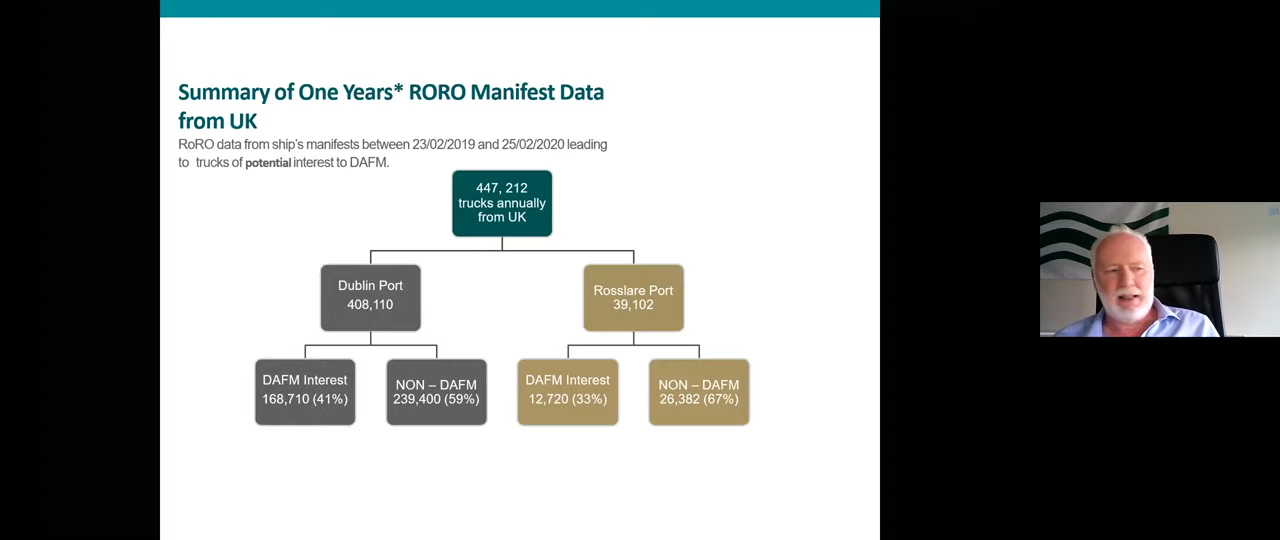 Summary of One Years* RORO Manifest Data
from UK
RoRO data from ship's manifests between 23/02/2019 and 25/02/2020 leading
to trucks of potential interest to DAFM.
447, 212
trucks annually
from UK
Dublin Port
408,110
Rosslare Port
39,102
DAFM Interest
168,710 (41%)
NON – DAFM
239,400 (59%)
DAFM Interest
12,720 (33%)
NON – DAFM
26,382 (67%)